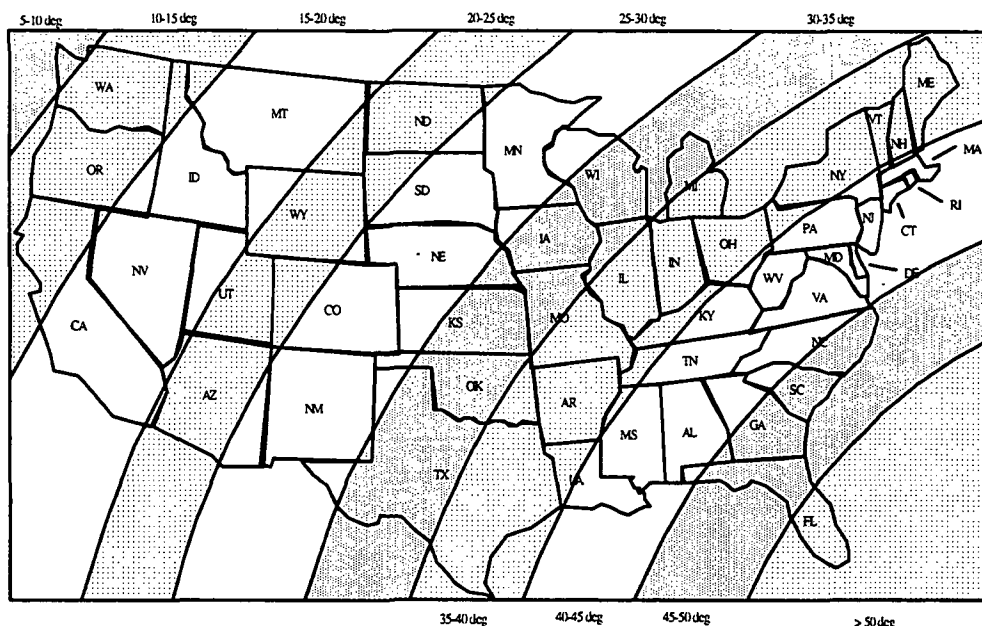 5-10 deg 10-15 deg 15-20 deg 20-25 deg 25-30 deg 30-35 deg
WA
MT
ND
MN
ME
VT
NH
MA
OR
ID
WY
SD
WI
MI
NY
RI
NV
UT
CO
NE
IA
IL
IN
OH
PA
NJ
CT
CA
KS
MO
KY
WV
MD
DE
VA
AZ
NM
OK
AR
TN
NC
SC
TX
LA
MS
AL
GA
FL
35-40 deg 40-45 deg 45-50 deg > 50 deg